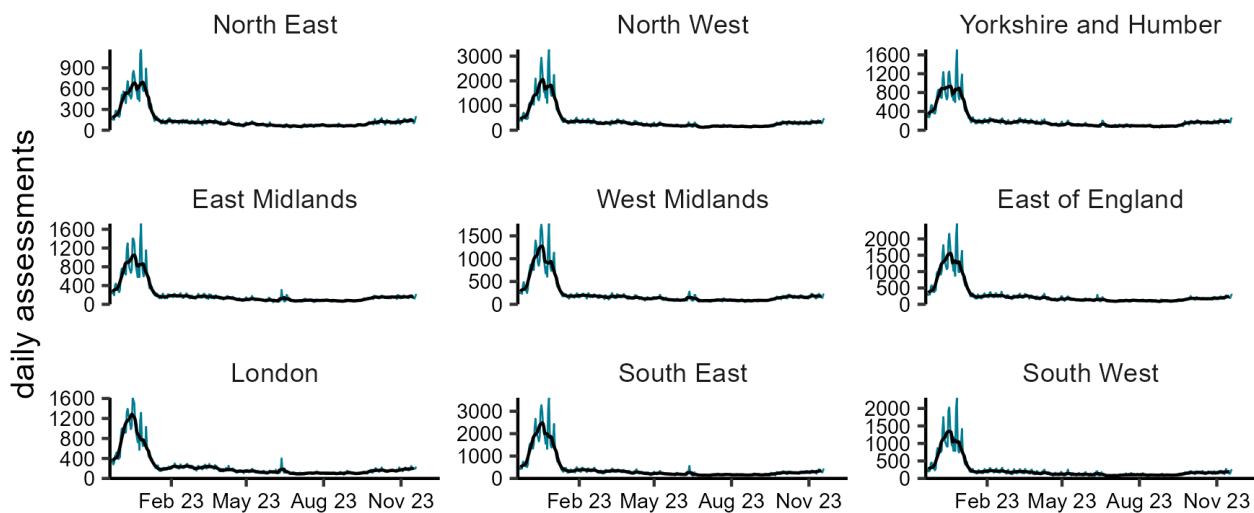 North East North West Yorkshire and Humber
900 3000 1600
600 2000 1200
300 1000 800
0 0 400
0
daily assessments
East Midlands West Midlands East of England
1600 1500 2000
1200 1000 1500
800 500 1000
400 0 500
0 0
London South East South West
1600 3000 2000
1200 2000 1500
800 1000 1000
400 0 500
0 0
Feb 23 May 23 Aug 23 Nov 23 Feb 23 May 23 Aug 23 Nov 23 Feb 23 May 23 Aug 23 Nov 23